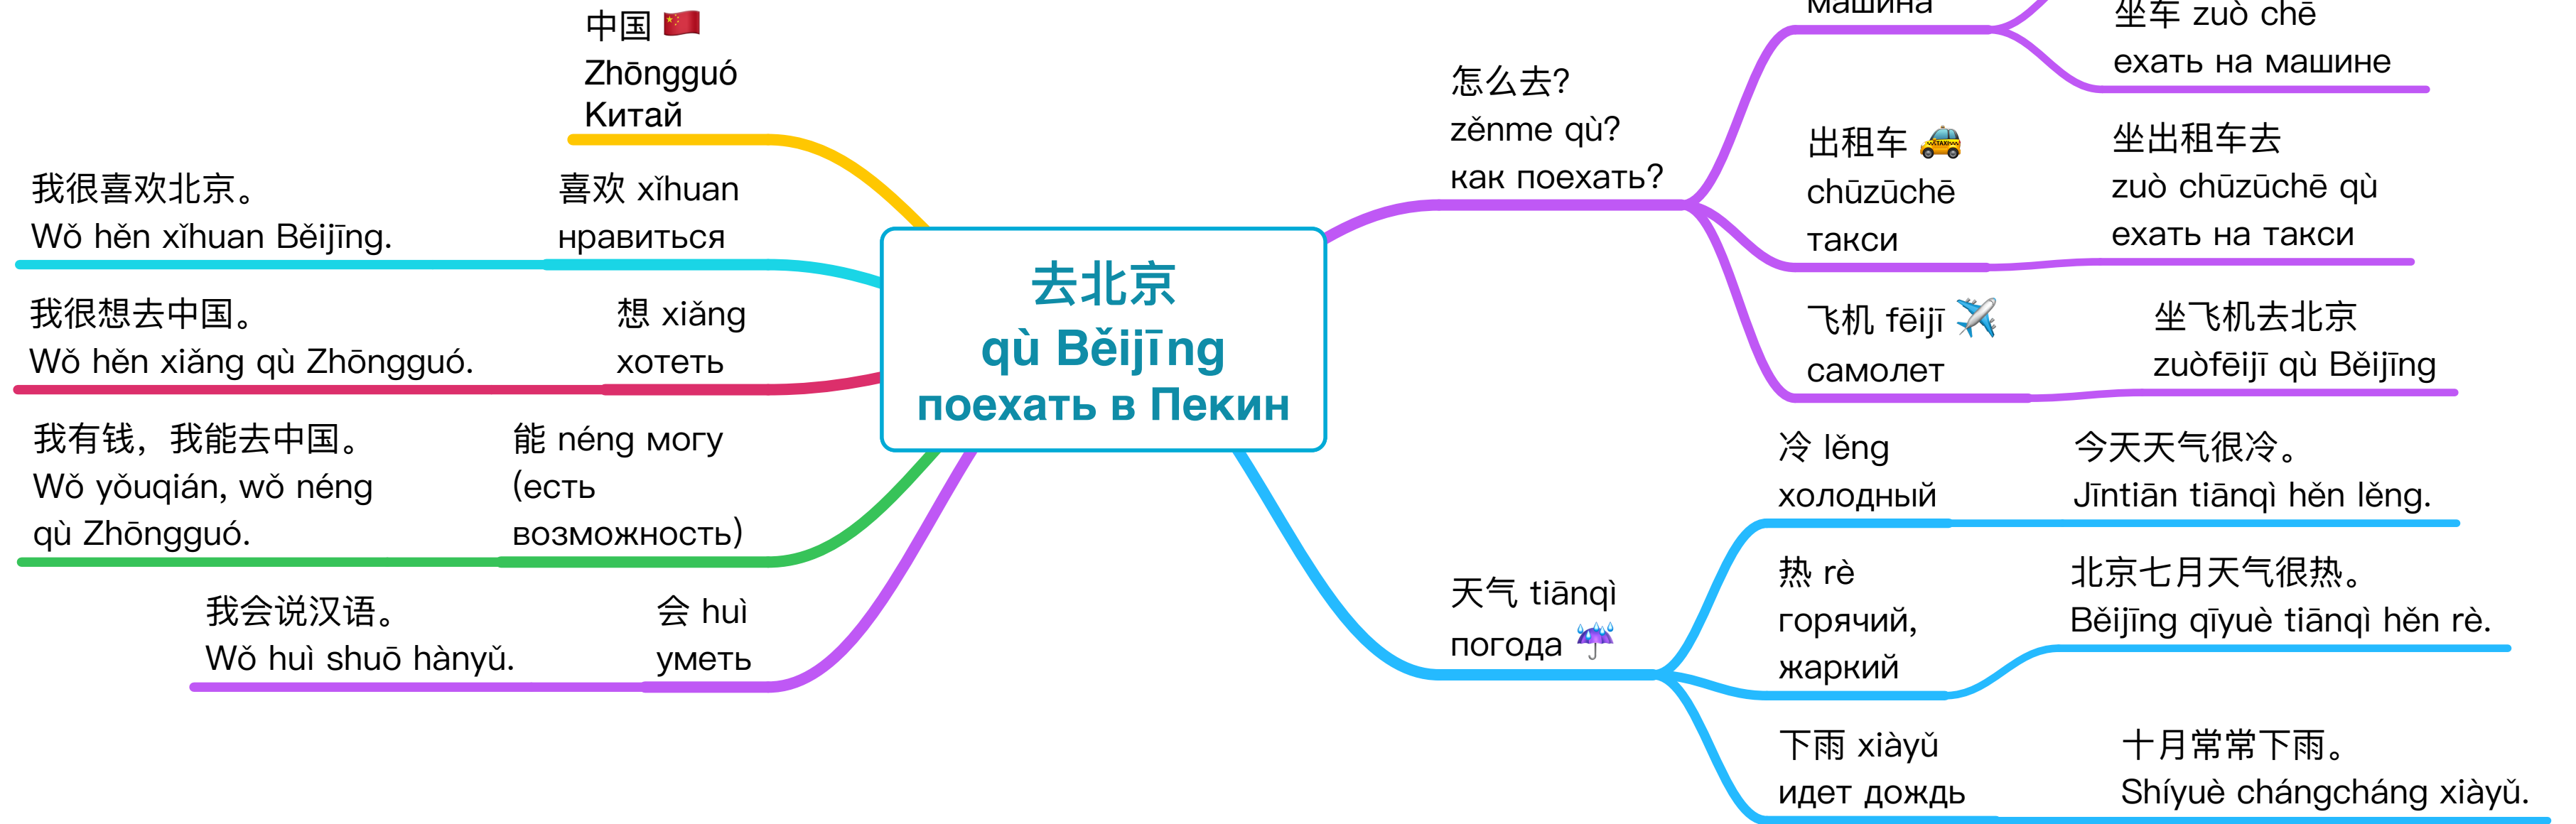 中国 🇨🇳
Zhōngguó
Китай
我很喜欢北京。
Wǒ hěn xǐhuan Běijīng.
喜欢 xǐhuan
нравиться
我很想去中国。
Wǒ hěn xiǎng qù Zhōngguó.
想 xiǎng
хотеть
我有钱，我能去中国。
Wǒ yǒuqián, wǒ néng
qù Zhōngguó.
能 néng могу
(есть
возможность)
我会说汉语。
Wǒ huì shuō hànyǔ.
会 huì
уметь
去北京
qù Běijīng
поехать в Пекин
怎么去?
zěnme qù?
как поехать?
машина
坐车 zuò chē
ехать на машине
出租车 🚕
chūzūchē
такси
坐出租车去
zuò chūzūchē qù
ехать на такси
飞机 fēijī ✈️
самолет
坐飞机去北京
zuòfēijī qù Běijīng
天气 tiānqì
погода ☔
冷 lěng
холодный
今天天气很冷。
Jīntiān tiānqì hěn lěng.
热 rè
горячий,
жаркий
北京七月天气很热。
Běijīng qīyuè tiānqì hěn rè.
下雨 xiàyǔ
идет дождь
十月常常下雨。
Shíyuè chángcháng xiàyǔ.